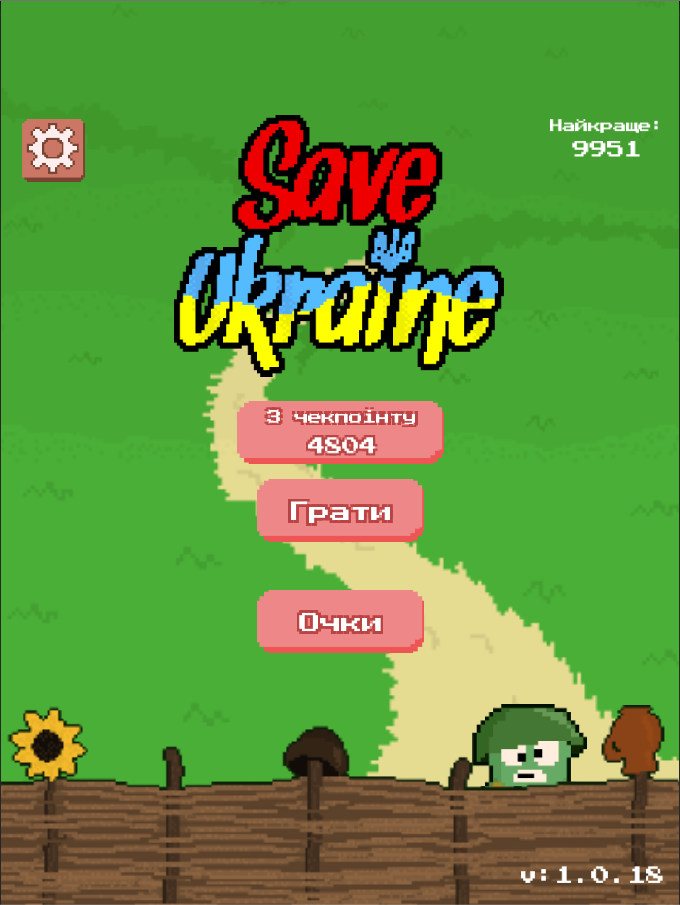 Найкраще:
9951
Save
Ukraine
З чекпоінту
4804
Грати
Очки
v:1.0.18